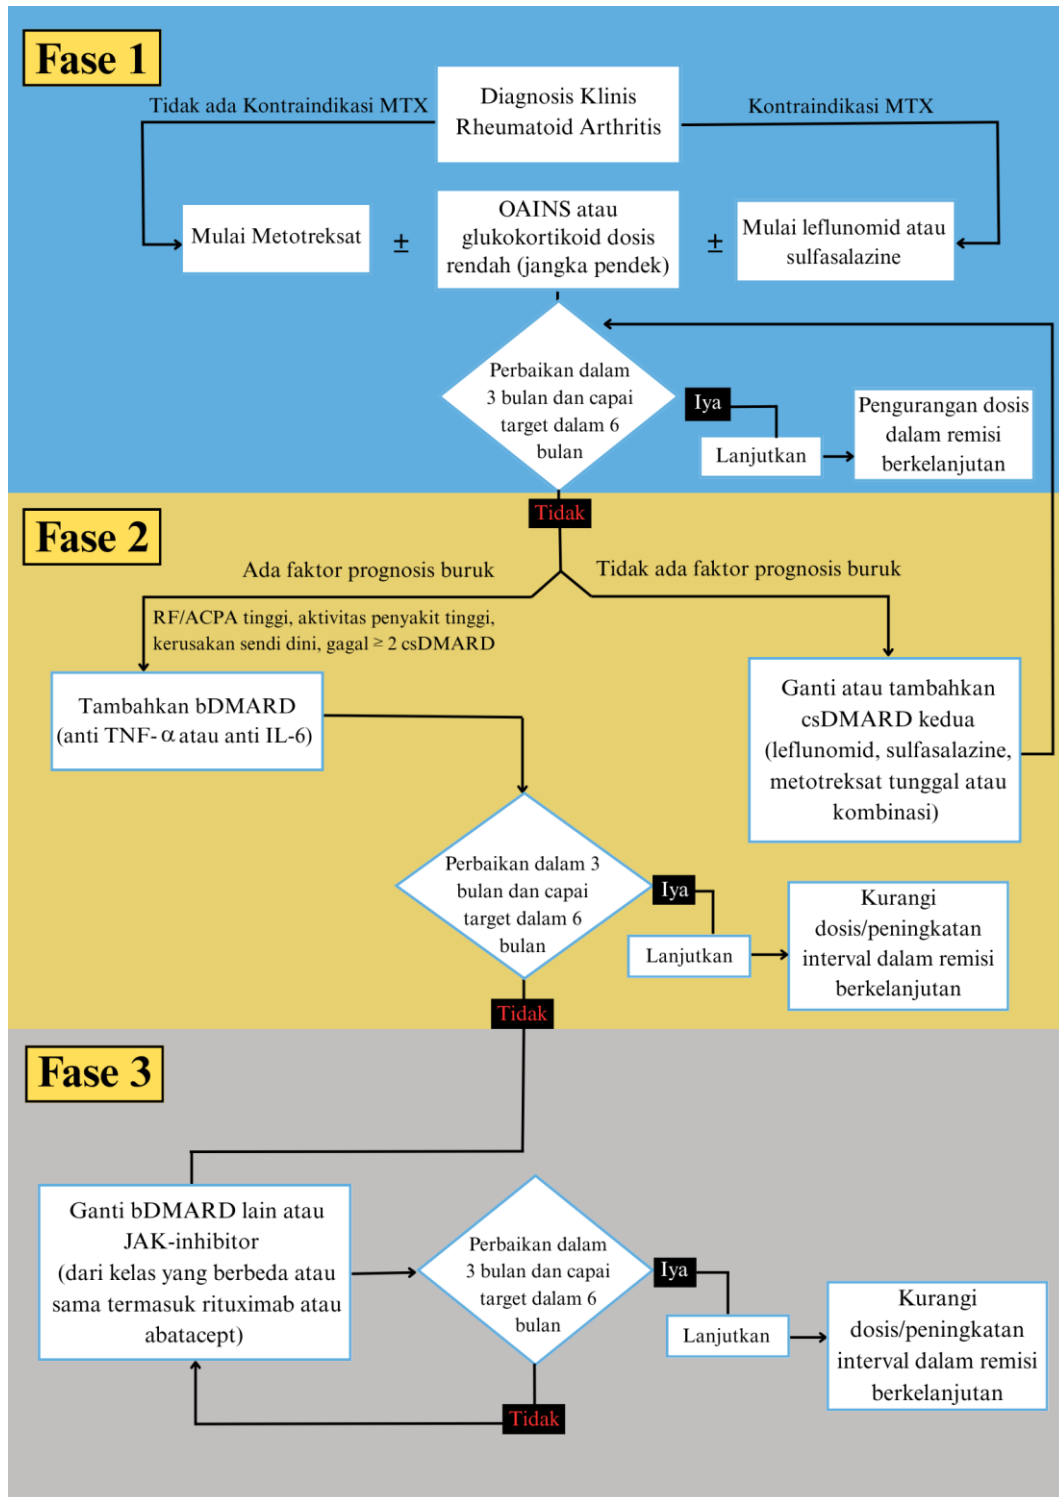 Fase 1
Diagnosis Klinis
Rheumatoid Arthritis
Tidak ada Kontraindikasi MTX
Kontraindikasi MTX
Mulai Metotreksat
±
OAINS atau
glukokortikoid dosis
rendah (jangka pendek)
±
Mulai leflunomid atau
sulfasalazine
Perbaikan dalam
3 bulan dan capai
target dalam 6
bulan
Iya
Lanjutkan
Pengurangan dosis
dalam remisi
berkelanjutan
Tidak
Fase 2
Ada faktor prognosis buruk
Tidak ada faktor prognosis buruk
RF/ACPA tinggi, aktivitas penyakit tinggi,
kerusakan sendi dini, gagal ≥ 2 csDMARD
Tambahkan bDMARD
(anti TNF- α atau anti IL-6)
Ganti atau tambahkan
csDMARD kedua
(leflunomid, sulfasalazine,
metotreksat tunggal atau
kombinasi)
Perbaikan dalam 3
bulan dan capai
target dalam 6
bulan
Iya
Lanjutkan
Kurangi
dosis/peningkatan
interval dalam remisi
berkelanjutan
Tidak
Fase 3
Ganti bDMARD lain atau
JAK-inhibitor
(dari kelas yang berbeda atau
sama termasuk rituximab atau
abatacept)
Perbaikan dalam
3 bulan dan capai
target dalam 6
bulan
Iya
Lanjutkan
Kurangi
dosis/peningkatan
interval dalam remisi
berkelanjutan
Tidak